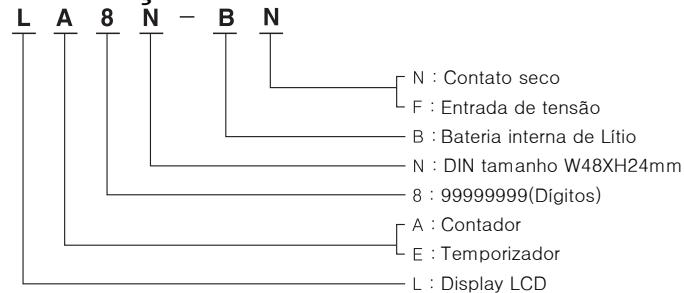 L A 8 N - B N
N : Contato seco
F : Entrada de tensão
B : Bateria interna de Lítio
N : DIN tamanho W48XH24mm
8 : 99999999(Dígitos)
A : Contador
E : Temporizador
L : Display LCD